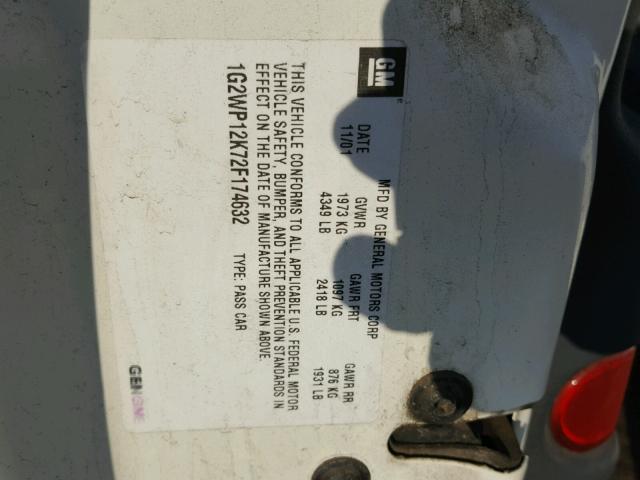 GM ®
MFD BY GENERAL MOTORS CORP
DATE GVWR GAWR FRT GAWR RR
11/01 1973 KG 1097 KG 876 KG
4349 LB 2418 LB 1931 LB
THIS VEHICLE CONFORMS TO ALL APPLICABLE U.S. FEDERAL MOTOR
VEHICLE SAFETY, BUMPER, AND THEFT PREVENTION STANDARDS IN
EFFECT ON THE DATE OF MANUFACTURE SHOWN ABOVE.
1G2WP12K72F174632 TYPE: PASS CAR